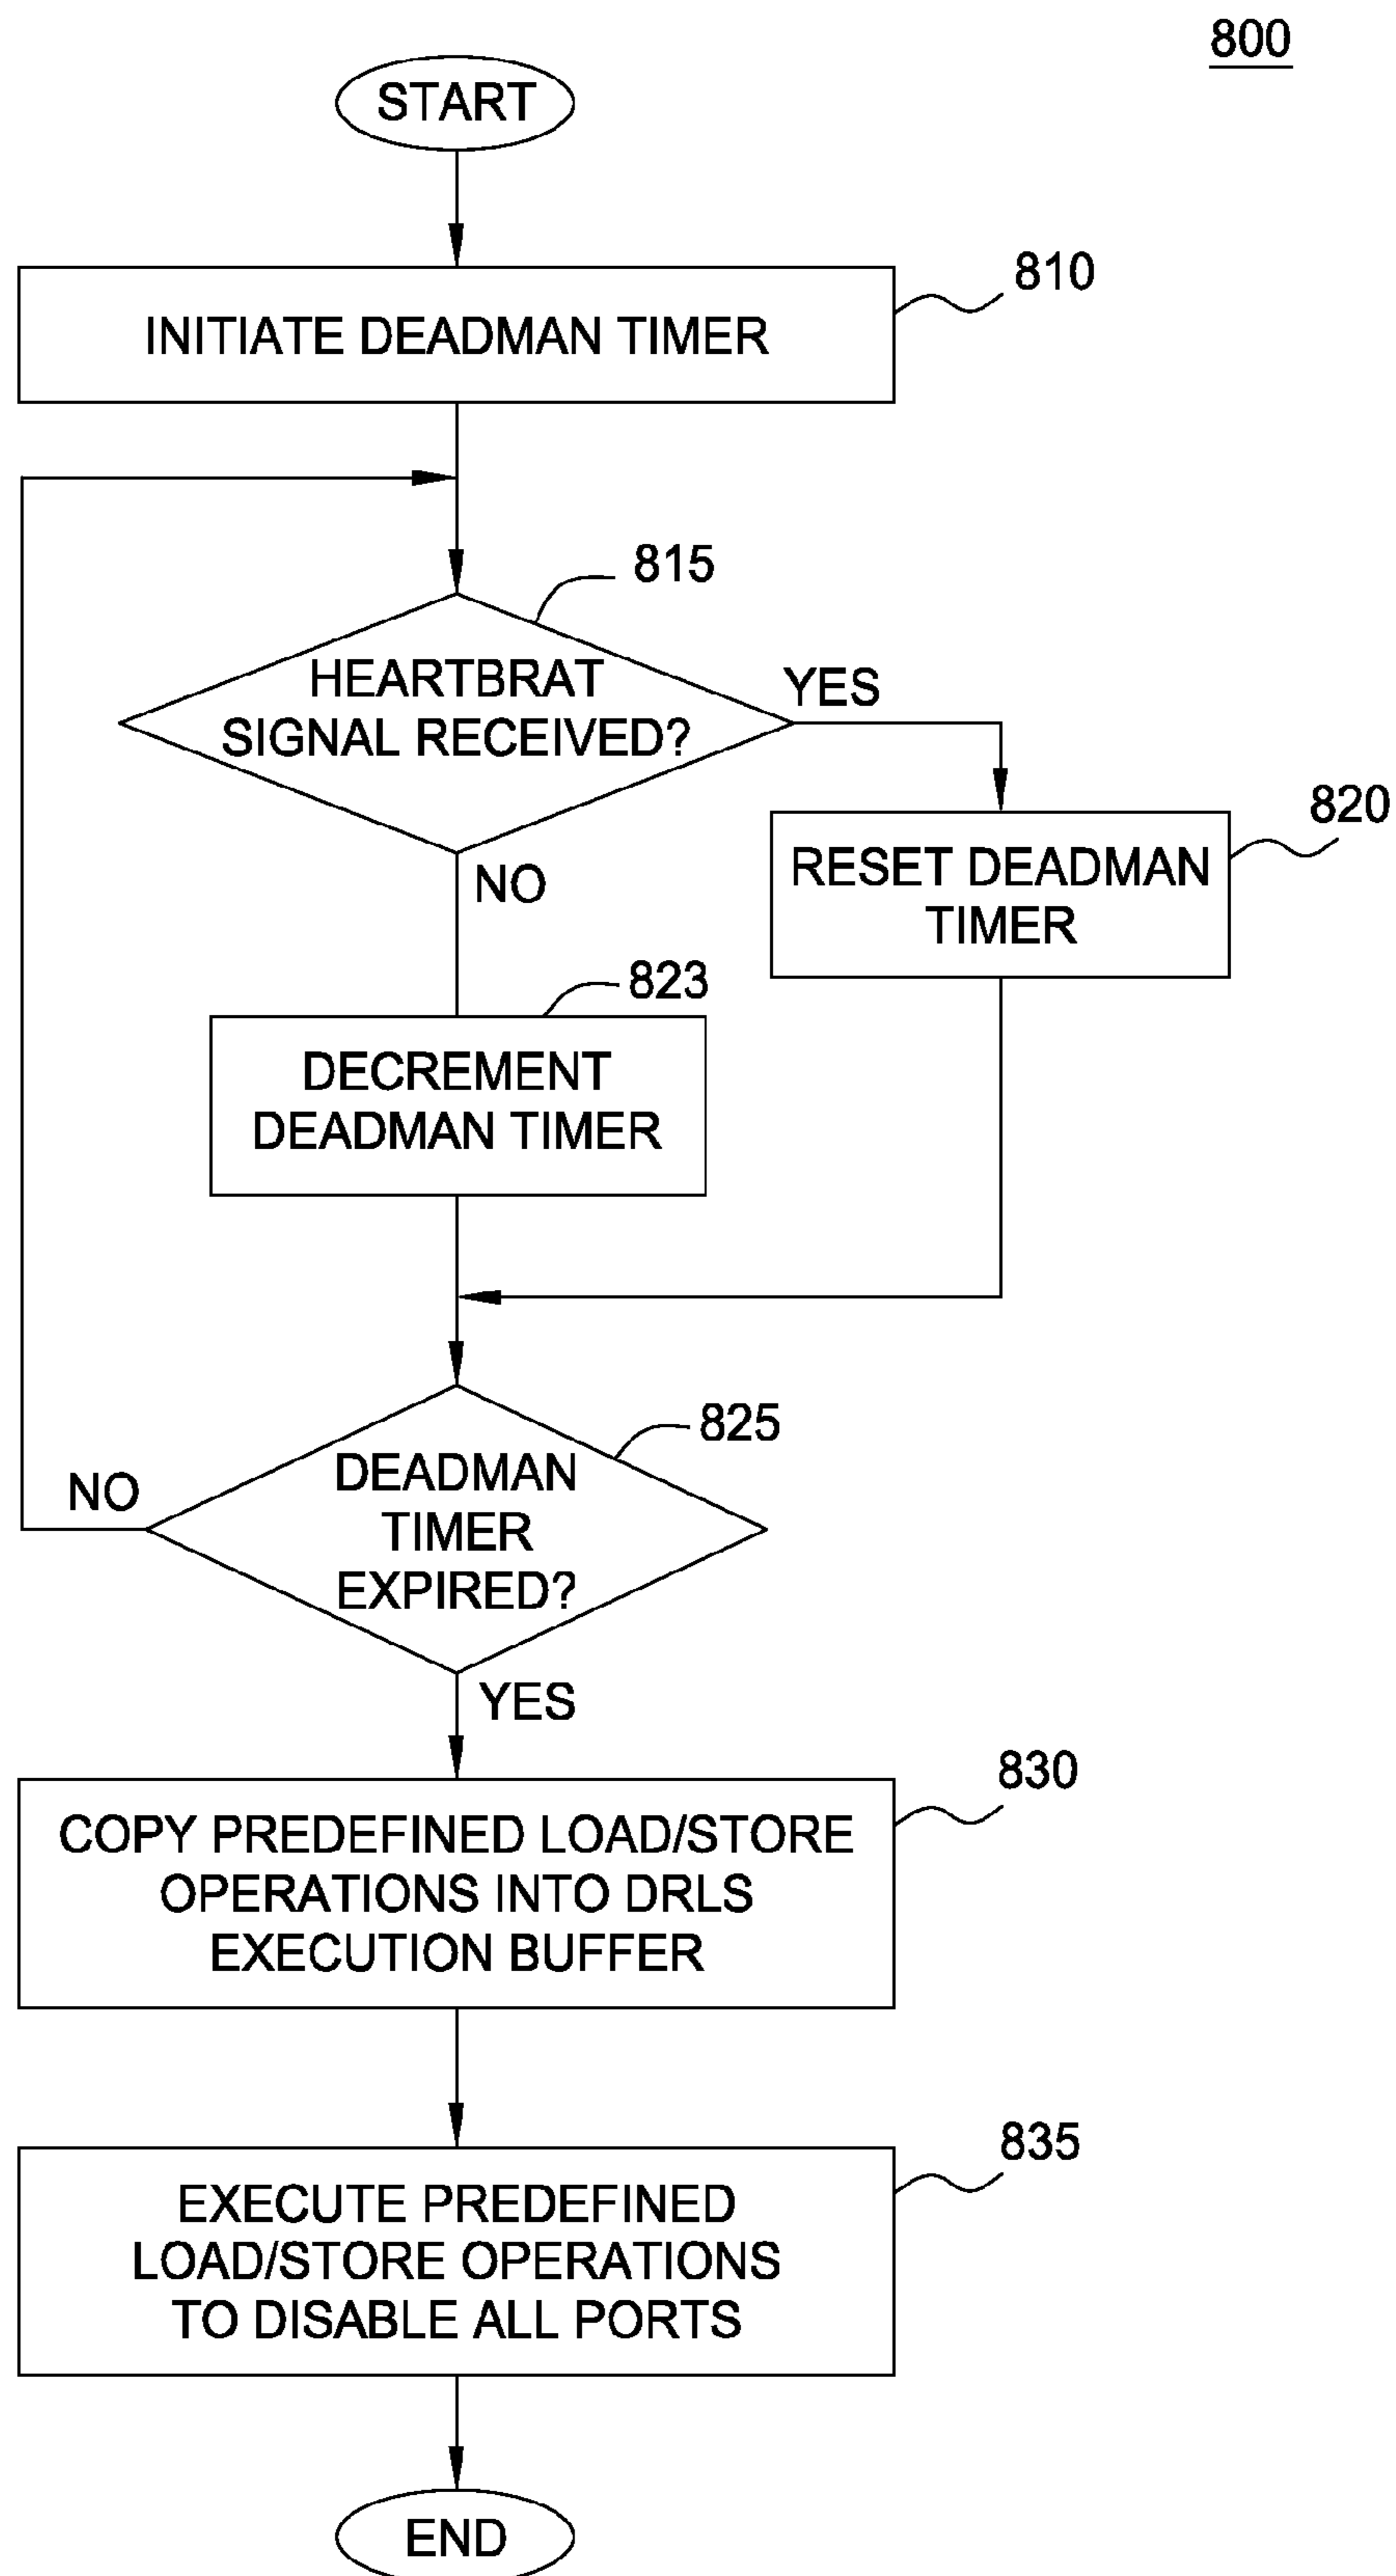 800
START
810
INITIATE DEADMAN TIMER
815
HEARTBRAT
SIGNAL RECEIVED?
YES
820
RESET DEADMAN
TIMER
NO
823
DECREMENT
DEADMAN TIMER
825
DEADMAN
TIMER
EXPIRED?
NO
YES
830
COPY PREDEFINED LOAD/STORE
OPERATIONS INTO DRLS
EXECUTION BUFFER
835
EXECUTE PREDEFINED
LOAD/STORE OPERATIONS
TO DISABLE ALL PORTS
END